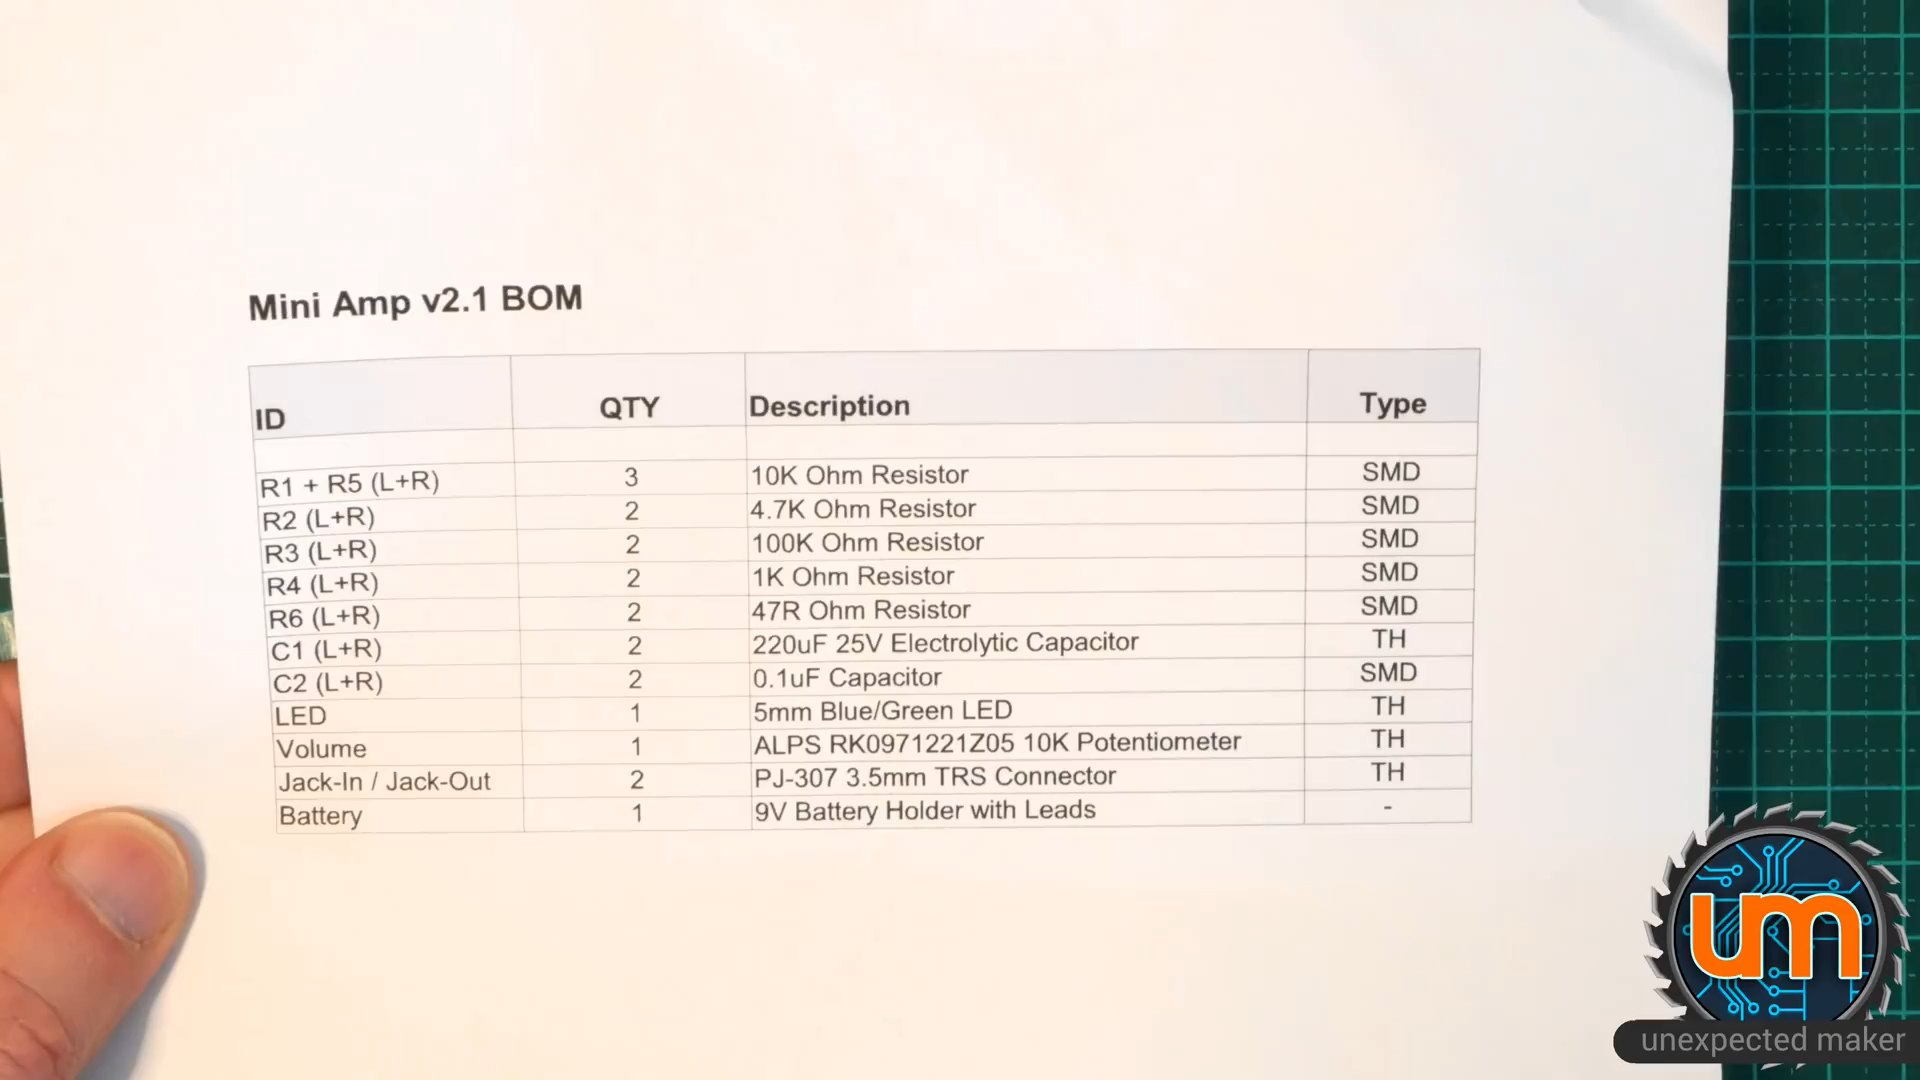 Mini Amp v2.1 BOM
ID QTY Description Type
R1 + R5 (L+R) 3 10K Ohm Resistor SMD
R2 (L+R) 2 4.7K Ohm Resistor SMD
R3 (L+R) 2 100K Ohm Resistor SMD
R4 (L+R) 2 1K Ohm Resistor SMD
R6 (L+R) 2 47R Ohm Resistor SMD
C1 (L+R) 2 220uF 25V Electrolytic Capacitor TH
C2 (L+R) 2 0.1uF Capacitor SMD
LED 1 5mm Blue/Green LED TH
Volume 1 ALPS RK0971221Z05 10K Potentiometer TH
Jack-In / Jack-Out 2 PJ-307 3.5mm TRS Connector TH
Battery 1 9V Battery Holder with Leads -
um
unexpected maker